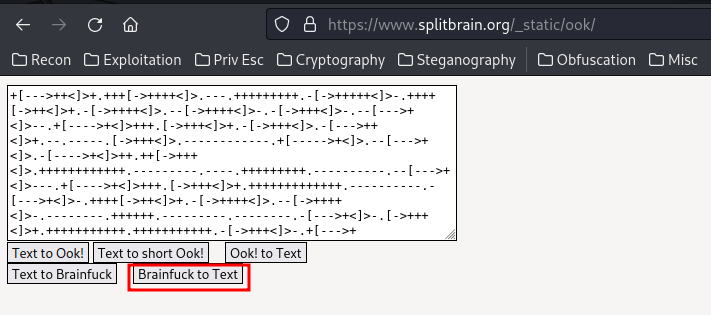 https://www.splitbrain.org/_static/ook/
Recon Exploitation Priv Esc Cryptography Steganography Obfuscation Misc
+[--->++<]>+.+++[->++++<]>.---.+++++++++.-[->+++++<]>-.++++
[->++<]>+.-[->++++<]>.--[->++++<]>-.-[->+++<]>-.--[--->+
<]>--.+[---->+<]>+++.[->+++<]>+.-[->+++<]>.-[--->++
<]>+.--.-----.[->+++<]>.------------.+[----->+<]>.--[--->+
<]>.-[---->+<]>++.++[->+++
<]>.++++++++++++.---------.----.+++++++++.----------.--[--->+
<]>---.+[---->+<]>+++.[->+++<]>+.+++++++++++++.----------.-
[--->+<]>-.++++[->++<]>+.-[->++++<]>.--[->++++
<]>-.--------.++++++.---------.--------.-[--->+<]>-.[->+++
<]>+.+++++++++++.+++++++++++.-[->+++<]>-.+[--->+
Text to Ook! Text to short Ook! Ook! to Text
Text to Brainfuck Brainfuck to Text